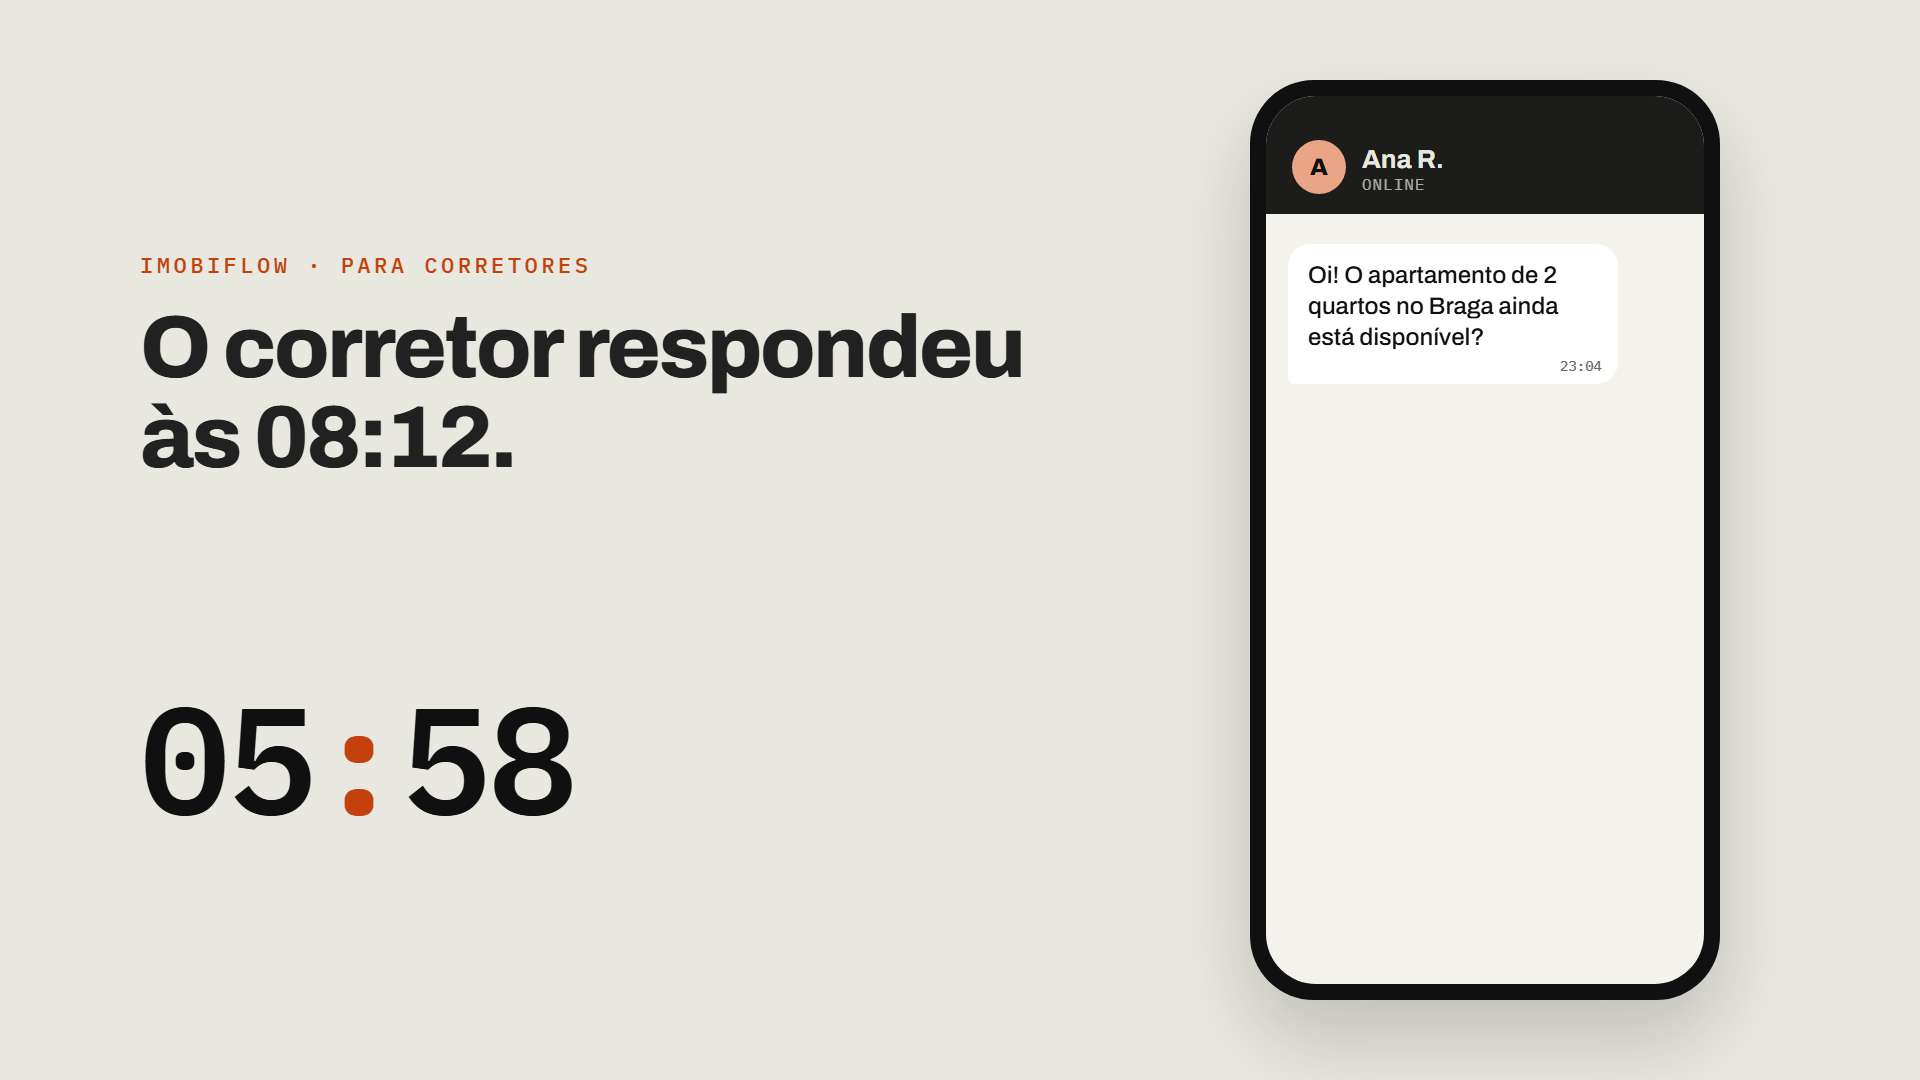 IMOBIFLOW · PARA CORRETORES
O corretor respondeu
às 08:12.
05:58
A
Ana R.
ONLINE
Oi! O apartamento de 2
quartos no Braga ainda
está disponível?
23:04